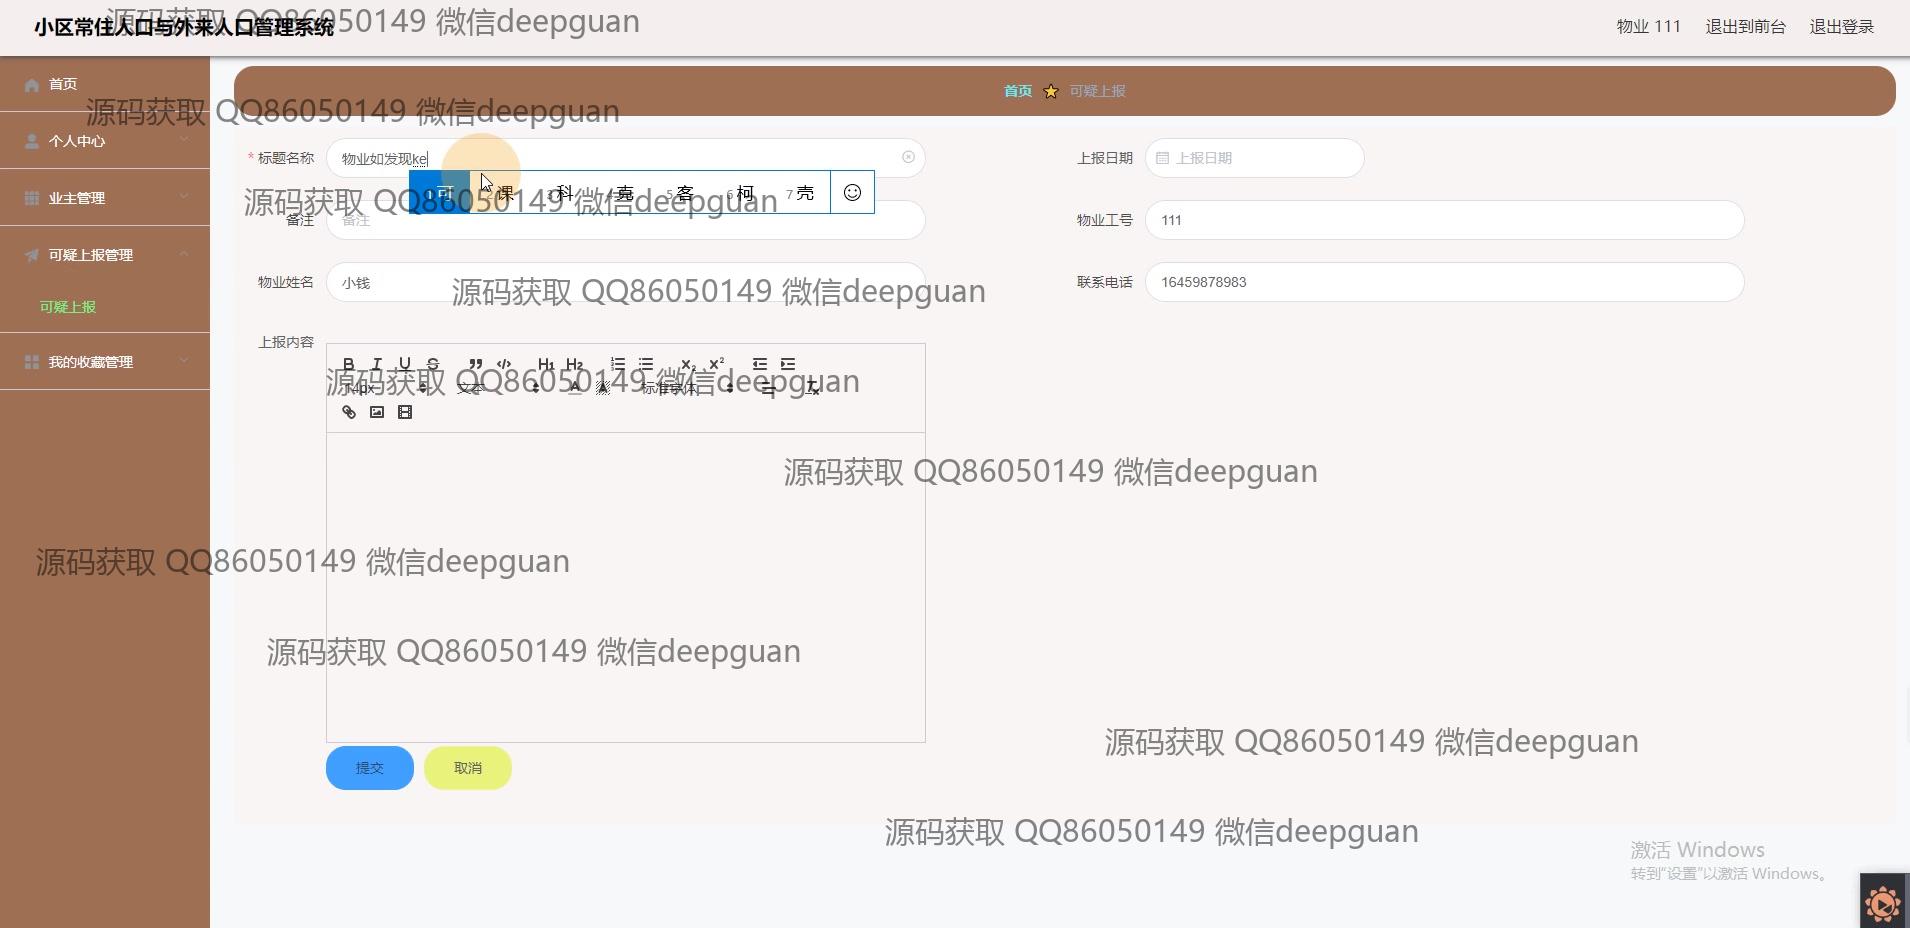 小区常住人口与外来人口管理系统
源码获取 QQ86050149 微信deepguan
物业 111 退出到前台 退出登录
首页
首页 可疑上报
源码获取 QQ86050149 微信deepguan
个人中心
* 标题名称 物业如发现ke
上报日期 上报日期
1 可 2 课 3 科 4 克 5 客 6 柯 7 壳
业主管理
源码获取 QQ86050149 微信deepguan
备注 备注
物业工号 111
可疑上报管理
可疑上报
物业姓名 小钱
联系电话 16459878983
源码获取 QQ86050149 微信deepguan
我的收藏管理
上报内容
B I U S H1 H2 X₂ X²
14px 文本 A A 标准字体 Tx
源码获取 QQ86050149 微信deepguan
源码获取 QQ86050149 微信deepguan
源码获取 QQ86050149 微信deepguan
源码获取 QQ86050149 微信deepguan
源码获取 QQ86050149 微信deepguan
提交 取消
源码获取 QQ86050149 微信deepguan
激活 Windows
转到“设置”以激活 Windows。